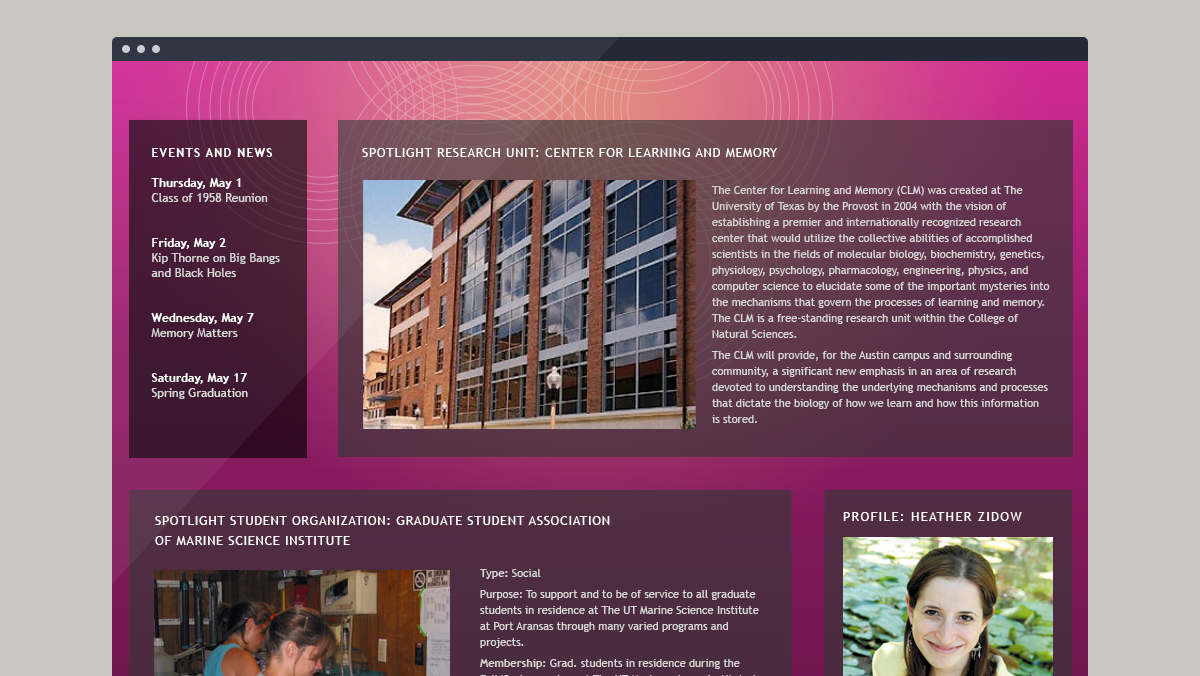 EVENTS AND NEWS
Thursday, May 1
Class of 1958 Reunion
Friday, May 2
Kip Thorne on Big Bangs
and Black Holes
Wednesday, May 7
Memory Matters
Saturday, May 17
Spring Graduation
SPOTLIGHT RESEARCH UNIT: CENTER FOR LEARNING AND MEMORY
The Center for Learning and Memory (CLM) was created at The
University of Texas by the Provost in 2004 with the vision of
establishing a premier and internationally recognized research
center that would utilize the collective abilities of accomplished
scientists in the fields of molecular biology, biochemistry, genetics,
physiology, psychology, pharmacology, engineering, physics, and
computer science to elucidate some of the important mysteries into
the mechanisms that govern the processes of learning and memory.
The CLM is a free-standing research unit within the College of
Natural Sciences.
The CLM will provide, for the Austin campus and surrounding
community, a significant new emphasis in an area of research
devoted to understanding the underlying mechanisms and processes
that dictate the biology of how we learn and how this information
is stored.
SPOTLIGHT STUDENT ORGANIZATION: GRADUATE STUDENT ASSOCIATION
OF MARINE SCIENCE INSTITUTE
Type: Social
Purpose: To support and to be of service to all graduate
students in residence at The UT Marine Science Institute
at Port Aransas through many varied programs and
projects.
Membership: Grad. students in residence during the
PROFILE: HEATHER ZIDOW